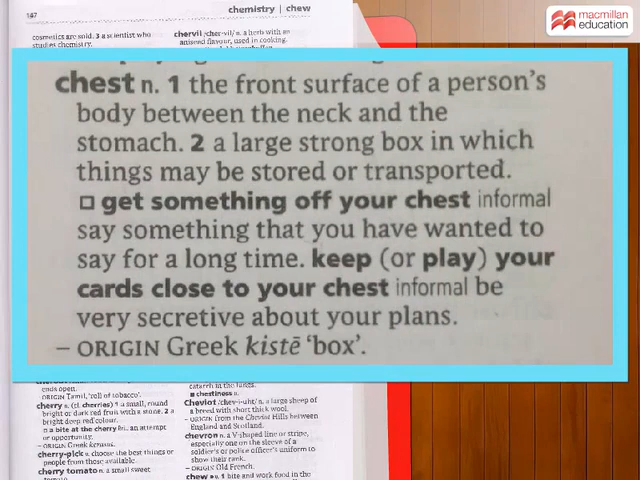 147
chemistry | chew
macmillan
education
cosmetics are sold. 3 a scientist who
studies chemistry.
chervil /cher-vil/ n. a herb with an
aniseed flavour, used in cooking.
chest n. 1 the front surface of a person's
body between the neck and the
stomach. 2 a large strong box in which
things may be stored or transported.
□ get something off your chest informal
say something that you have wanted to
say for a long time. keep (or play) your
cards close to your chest informal be
very secretive about your plans.
– ORIGIN Greek kistē 'box'.
ends open.
ORIGIN Tamil, 'roll of tobacco'.
cherry n. (pl. cherries) 1 a small, round
bright or dark red fruit with a stone. 2 a
bright deep red colour.
□ a bite at the cherry an attempt
or opportunity.
– ORIGIN Greek kerasos.
cherry-pick v. choose the best things or
people from those available.
cherry tomato n. a small sweet
■ chestiness n.
Cheviot n. a large sheep of
a breed with short thick wool.
– ORIGIN from the Cheviot Hills between
England and Scotland.
chevron n. a V-shaped line or stripe,
especially one on the sleeve of a
soldier's or police officer's uniform to
show their rank.
– ORIGIN Old French.
chew v. 1 bite and work food in the